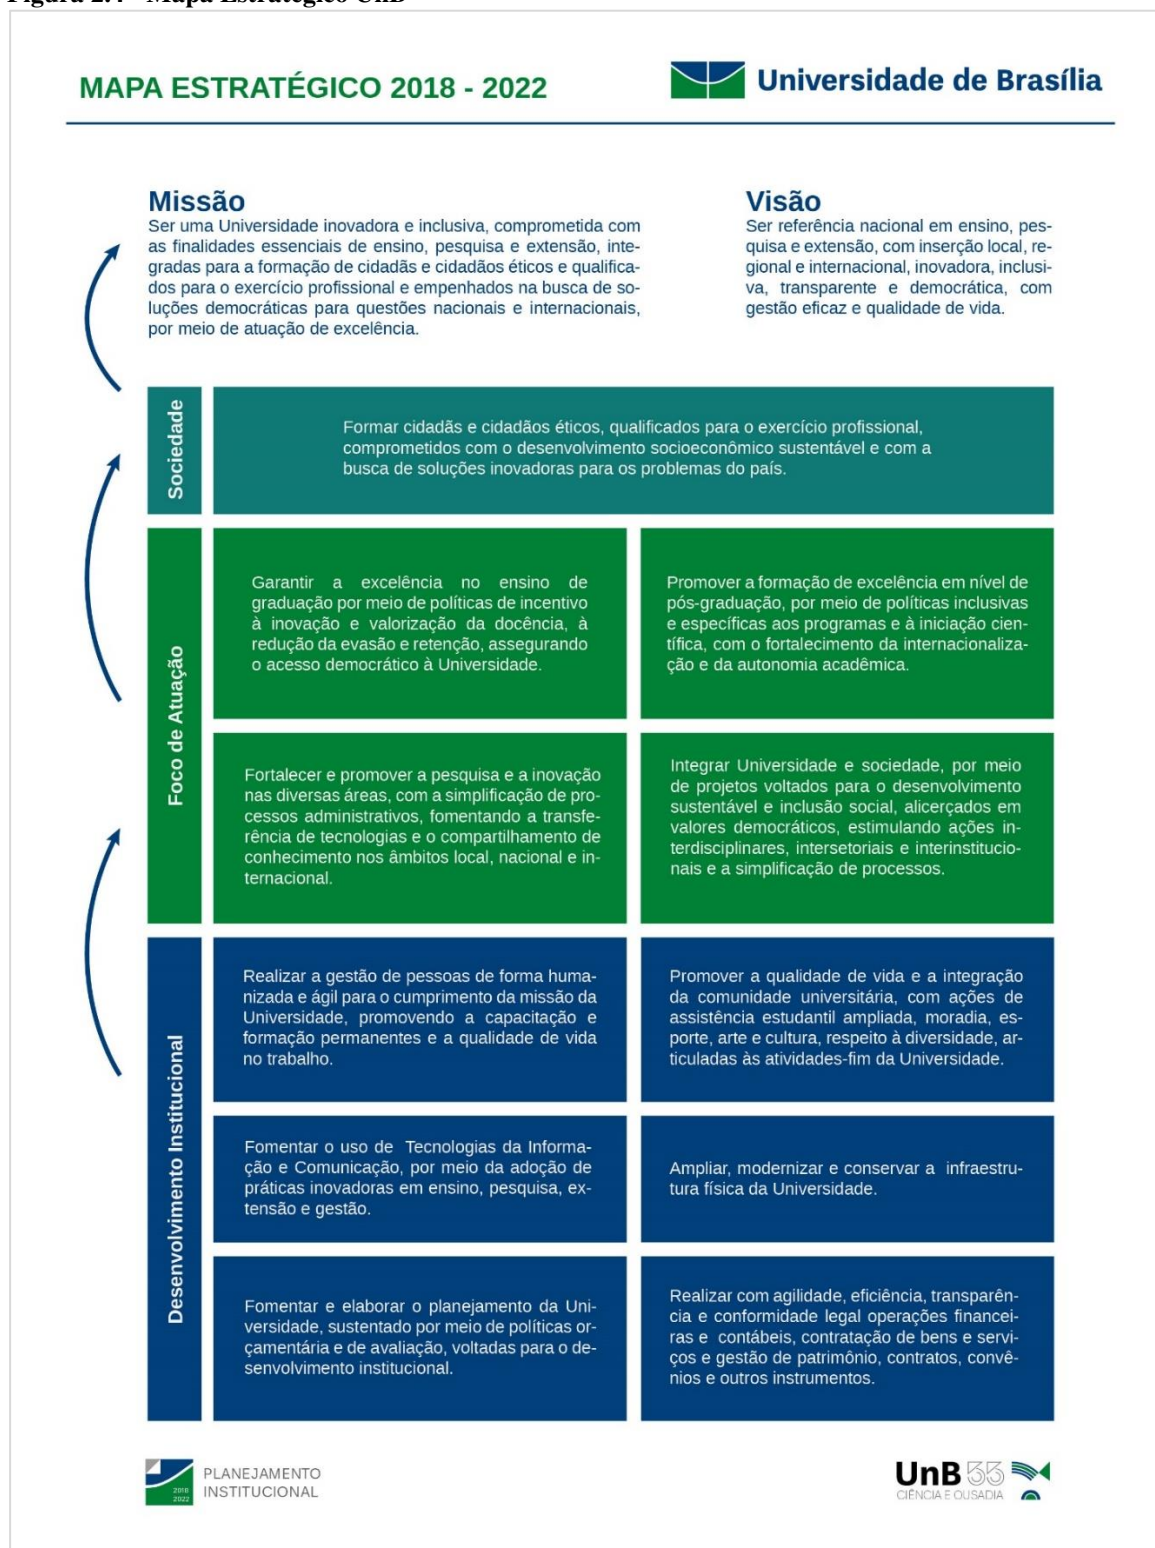 Figura 2.4 - Mapa Estratégico UnB
MAPA ESTRATÉGICO 2018 - 2022
Universidade de Brasília
Missão
Ser uma Universidade inovadora e inclusiva, comprometida com
as finalidades essenciais de ensino, pesquisa e extensão, inte-
gradas para a formação de cidadãs e cidadãos éticos e qualifica-
dos para o exercício profissional e empenhados na busca de so-
luções democráticas para questões nacionais e internacionais,
por meio de atuação de excelência.
Visão
Ser referência nacional em ensino, pes-
quisa e extensão, com inserção local, re-
gional e internacional, inovadora, inclusi-
va, transparente e democrática, com
gestão eficaz e qualidade de vida.
Sociedade
Formar cidadãs e cidadãos éticos, qualificados para o exercício profissional,
comprometidos com o desenvolvimento socioeconômico sustentável e com a
busca de soluções inovadoras para os problemas do país.
Foco de Atuação
Garantir a excelência no ensino de
graduação por meio de políticas de incentivo
à inovação e valorização da docência, à
redução da evasão e retenção, assegurando
o acesso democrático à Universidade.
Promover a formação de excelência em nível de
pós-graduação, por meio de políticas inclusivas
e específicas aos programas e à iniciação cien-
tífica, com o fortalecimento da internacionaliza-
ção e da autonomia acadêmica.
Fortalecer e promover a pesquisa e a inovação
nas diversas áreas, com a simplificação de pro-
cessos administrativos, fomentando a transfe-
rência de tecnologias e o compartilhamento de
conhecimento nos âmbitos local, nacional e in-
ternacional.
Integrar Universidade e sociedade, por meio
de projetos voltados para o desenvolvimento
sustentável e inclusão social, alicerçados em
valores democráticos, estimulando ações in-
terdisciplinares, intersetoriais e interinstitucio-
nais e a simplificação de processos.
Desenvolvimento Institucional
Realizar a gestão de pessoas de forma huma-
nizada e ágil para o cumprimento da missão da
Universidade, promovendo a capacitação e
formação permanentes e a qualidade de vida
no trabalho.
Promover a qualidade de vida e a integração
da comunidade universitária, com ações de
assistência estudantil ampliada, moradia, es-
porte, arte e cultura, respeito à diversidade, ar-
ticuladas às atividades-fim da Universidade.
Fomentar o uso de Tecnologias da Informa-
ção e Comunicação, por meio da adoção de
práticas inovadoras em ensino, pesquisa, ex-
tensão e gestão.
Ampliar, modernizar e conservar a infraestru-
tura física da Universidade.
Fomentar e elaborar o planejamento da Uni-
versidade, sustentado por meio de políticas or-
çamentária e de avaliação, voltadas para o de-
senvolvimento institucional.
Realizar com agilidade, eficiência, transparên-
cia e conformidade legal operações financei-
ras e contábeis, contratação de bens e servi-
ços e gestão de patrimônio, contratos, convê-
nios e outros instrumentos.
2018
2022
PLANEJAMENTO
INSTITUCIONAL
UnB 55
CIÊNCIA E OUSADIA